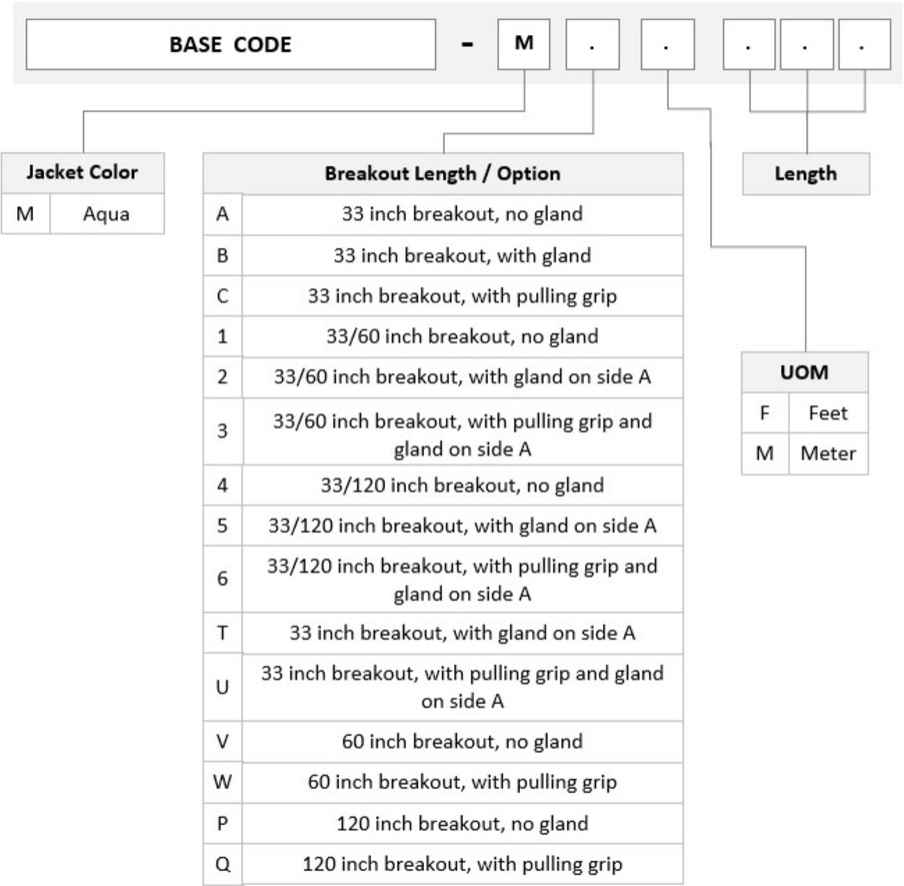 BASE CODE - M . . . . .
Jacket Color
M Aqua
Breakout Length / Option
A 33 inch breakout, no gland
B 33 inch breakout, with gland
C 33 inch breakout, with pulling grip
1 33/60 inch breakout, no gland
2 33/60 inch breakout, with gland on side A
3 33/60 inch breakout, with pulling grip and
gland on side A
4 33/120 inch breakout, no gland
5 33/120 inch breakout, with gland on side A
6 33/120 inch breakout, with pulling grip and
gland on side A
T 33 inch breakout, with gland on side A
U 33 inch breakout, with pulling grip and gland
on side A
V 60 inch breakout, no gland
W 60 inch breakout, with pulling grip
P 120 inch breakout, no gland
Q 120 inch breakout, with pulling grip
Length
UOM
F Feet
M Meter